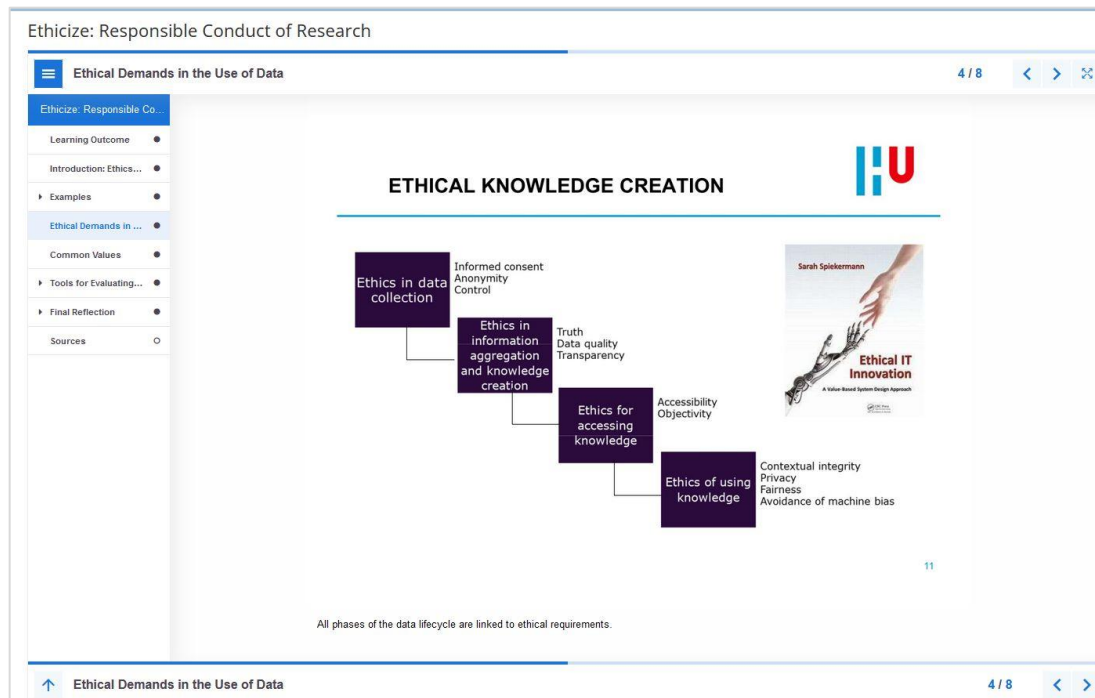 Ethicize: Responsible Conduct of Research
Ethical Demands in the Use of Data
4 / 8
Ethicize: Responsible Co...
Learning Outcome
Introduction: Ethics...
Examples
Ethical Demands in ...
Common Values
Tools for Evaluating...
Final Reflection
Sources
HU
ETHICAL KNOWLEDGE CREATION
Ethics in data
collection
Informed consent
Anonymity
Control
Ethics in
information
aggregation
and knowledge
creation
Truth
Data quality
Transparency
Ethics for
accessing
knowledge
Accessibility
Objectivity
Ethics of using
knowledge
Contextual integrity
Privacy
Fairness
Avoidance of machine bias
Sarah Spiekermann
Ethical IT
Innovation
A Value-Based System Design Approach
11
All phases of the data lifecycle are linked to ethical requirements.
Ethical Demands in the Use of Data
4 / 8